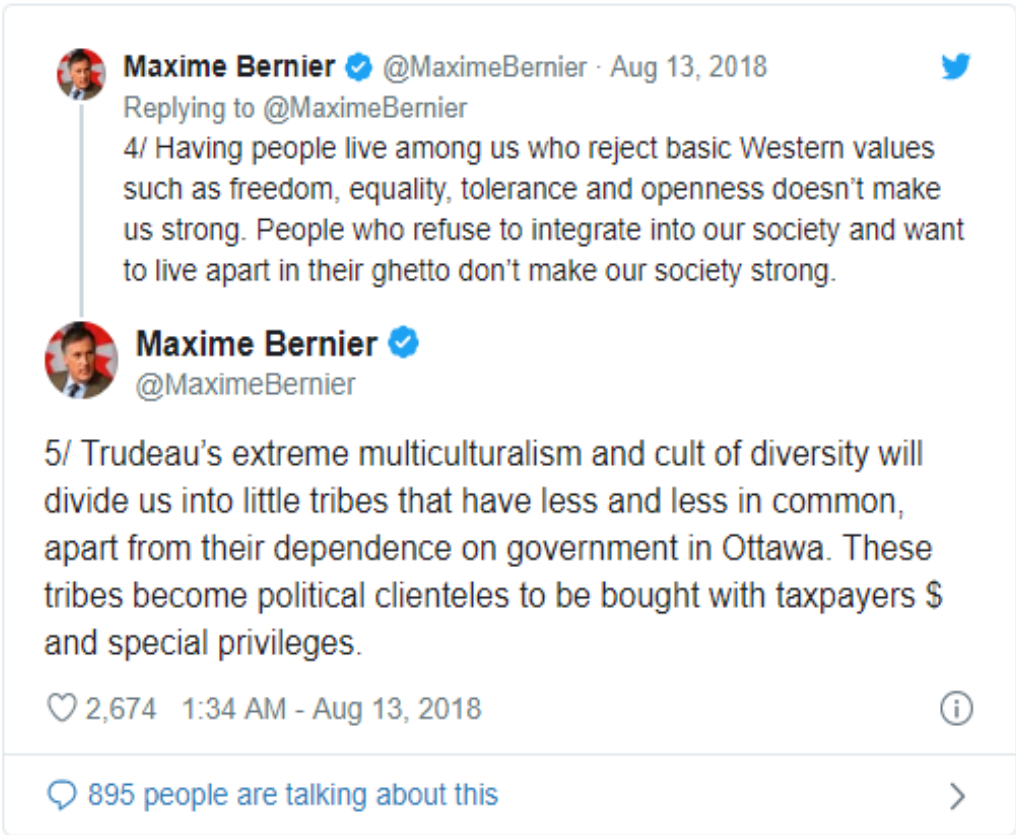 Maxime Bernier @MaximeBernier · Aug 13, 2018
Replying to @MaximeBernier
4/ Having people live among us who reject basic Western values
such as freedom, equality, tolerance and openness doesn't make
us strong. People who refuse to integrate into our society and want
to live apart in their ghetto don't make our society strong.
Maxime Bernier
@MaximeBernier
5/ Trudeau's extreme multiculturalism and cult of diversity will
divide us into little tribes that have less and less in common,
apart from their dependence on government in Ottawa. These
tribes become political clienteles to be bought with taxpayers $
and special privileges.
2,674 1:34 AM - Aug 13, 2018
895 people are talking about this